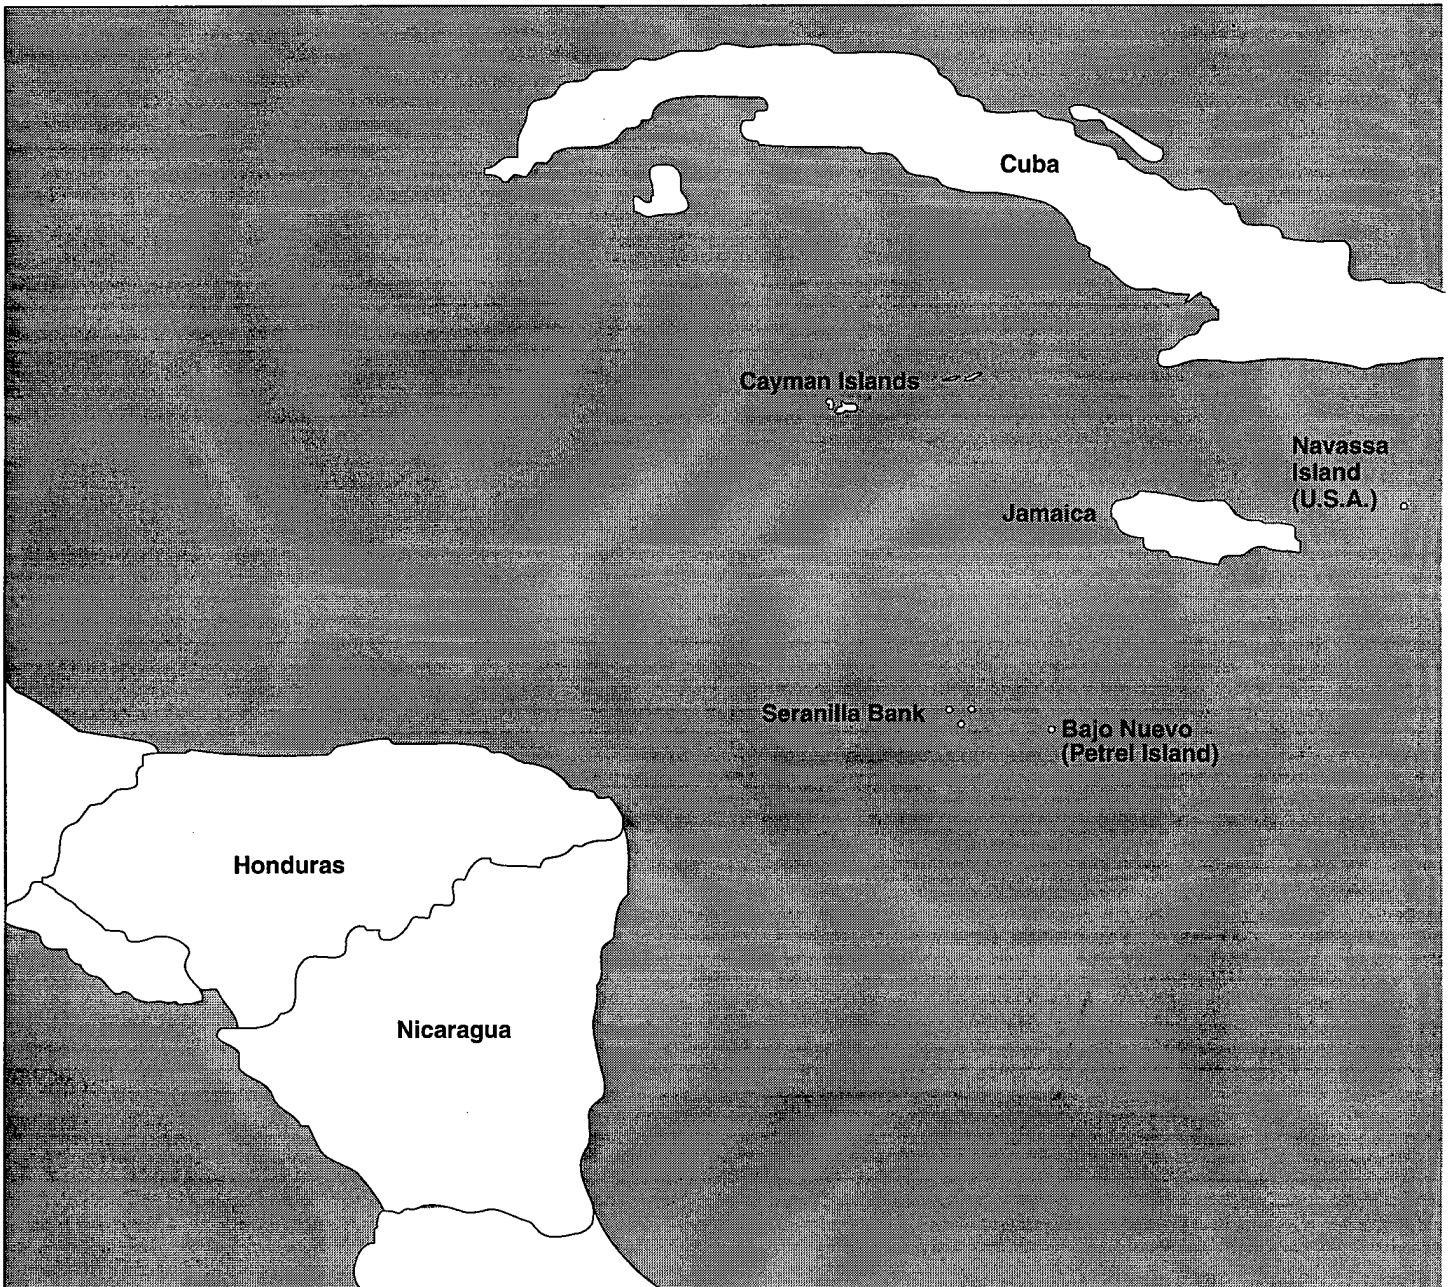 Cuba
Cayman Islands
Navassa
Island
(U.S.A.)
Jamaica
Seranilla Bank
Bajo Nuevo
(Petrel Island)
Honduras
Nicaragua